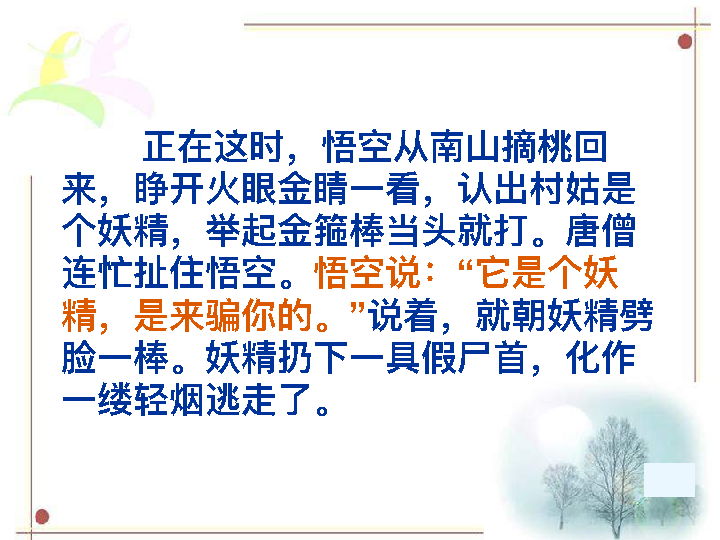 正在这时，悟空从南山摘桃回
来，睁开火眼金睛一看，认出村姑是
个妖精，举起金箍棒当头就打。唐僧
连忙扯住悟空。悟空说：“它是个妖
精，是来骗你的。”说着，就朝妖精劈
脸一棒。妖精扔下一具假尸首，化作
一缕轻烟逃走了。